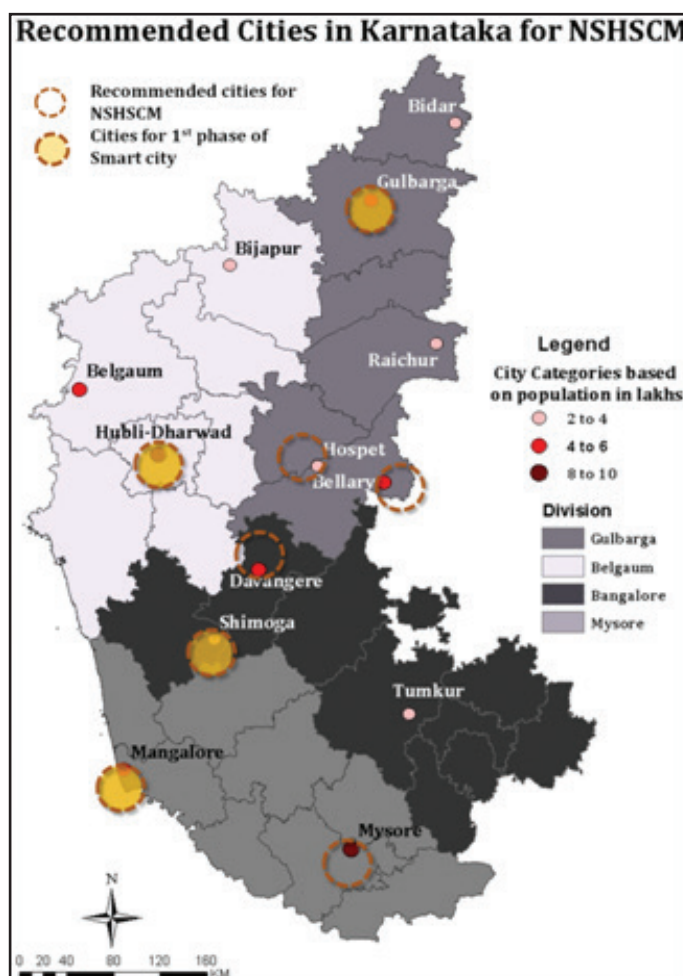 Recommended Cities in Karnataka for NSHSCM
Recommended cities for
NSHSCM
Cities for 1st phase of
Smart city
Bidar
Gulbarga
Bijapur
Raichur
Belgaum
Hubli-Dharwad
Hospet
Bellary
Davangere
Shimoga
Tumkur
Mangalore
Mysore
Legend
City Categories based
on population in lakhs
2 to 4
4 to 6
8 to 10
Division
Gulbarga
Belgaum
Bangalore
Mysore
N
0 20 40 80 120 160
KM